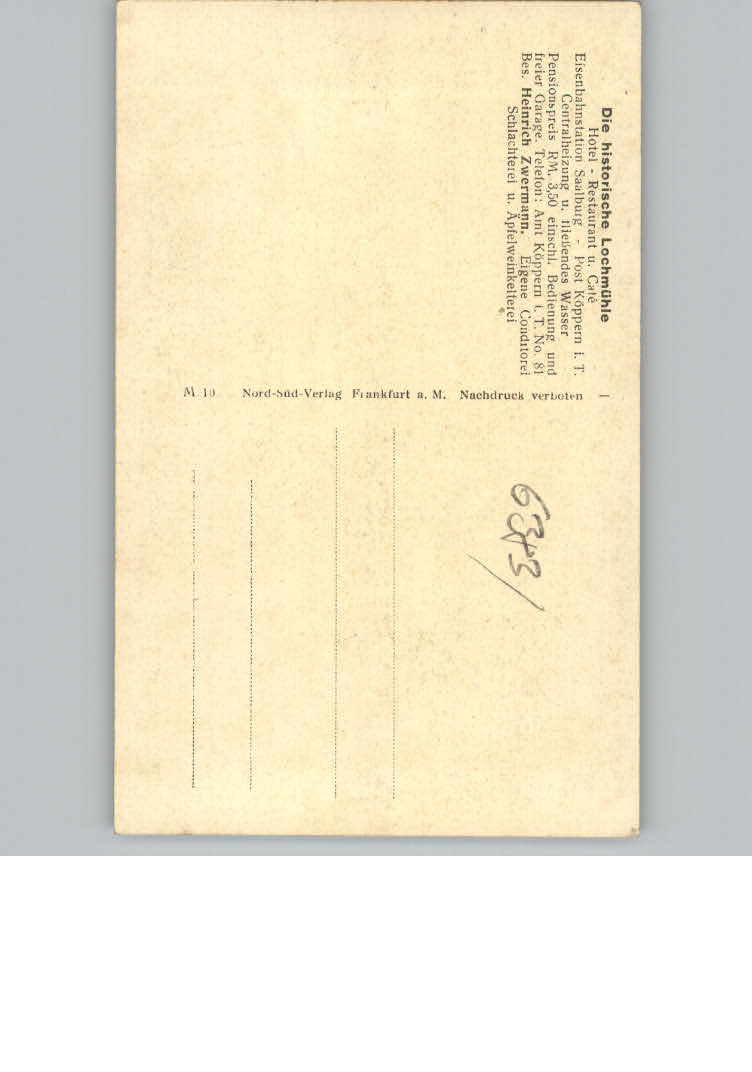 Die historische Lochmühle
Hotel - Restaurant u. Café
Eisenbahnstation Saalburg - Post Köppern i. T.
Centralheizung u. fließendes Wasser
Pensionspreis RM. 3,50 einschl. Bedienung und
freier Garage. Telefon: Amt Köppern i. T. No. 81
Bes. Heinrich Zwermann. Eigene Conditorei
Schlachterei u. Äpfelweinkelterei
M 10 Nord-Süd-Verlag Frankfurt a. M. Nachdruck verboten